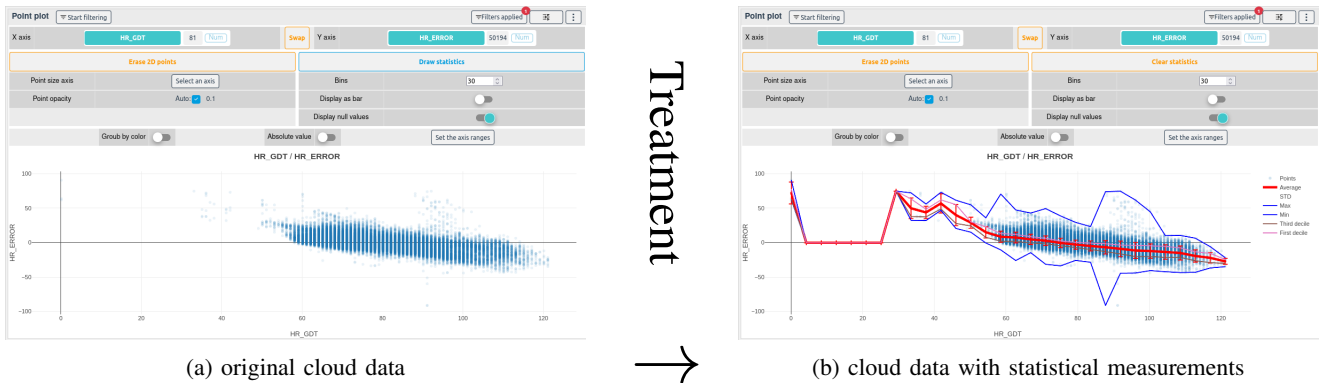 Point plot Start filtering Filters applied 1
X axis HR_GDT 81 Num Swap Y axis HR_ERROR 50194 Num
Erase 2D points Draw statistics
Point size axis Select an axis Bins 30
Point opacity Auto: 0.1 Display as bar
Display null values
Groub by color Absolute value Set the axis ranges
HR_GDT / HR_ERROR
100
50
0
−50
−100
HR_ERROR
0 20 40 60 80 100 120
HR_GDT
(a) original cloud data
Treatment
Point plot Start filtering Filters applied 1
X axis HR_GDT 81 Num Swap Y axis HR_ERROR 50194 Num
Erase 2D points Clear statistics
Point size axis Select an axis Bins 30
Point opacity Auto: 0.1 Display as bar
Display null values
Groub by color Absolute value Set the axis ranges
HR_GDT / HR_ERROR
100
50
0
−50
−100
HR_ERROR
0 20 40 60 80 100 120
HR_GDT
Points
Average
STD
Max
Min
Third decile
First decile
(b) cloud data with statistical measurements